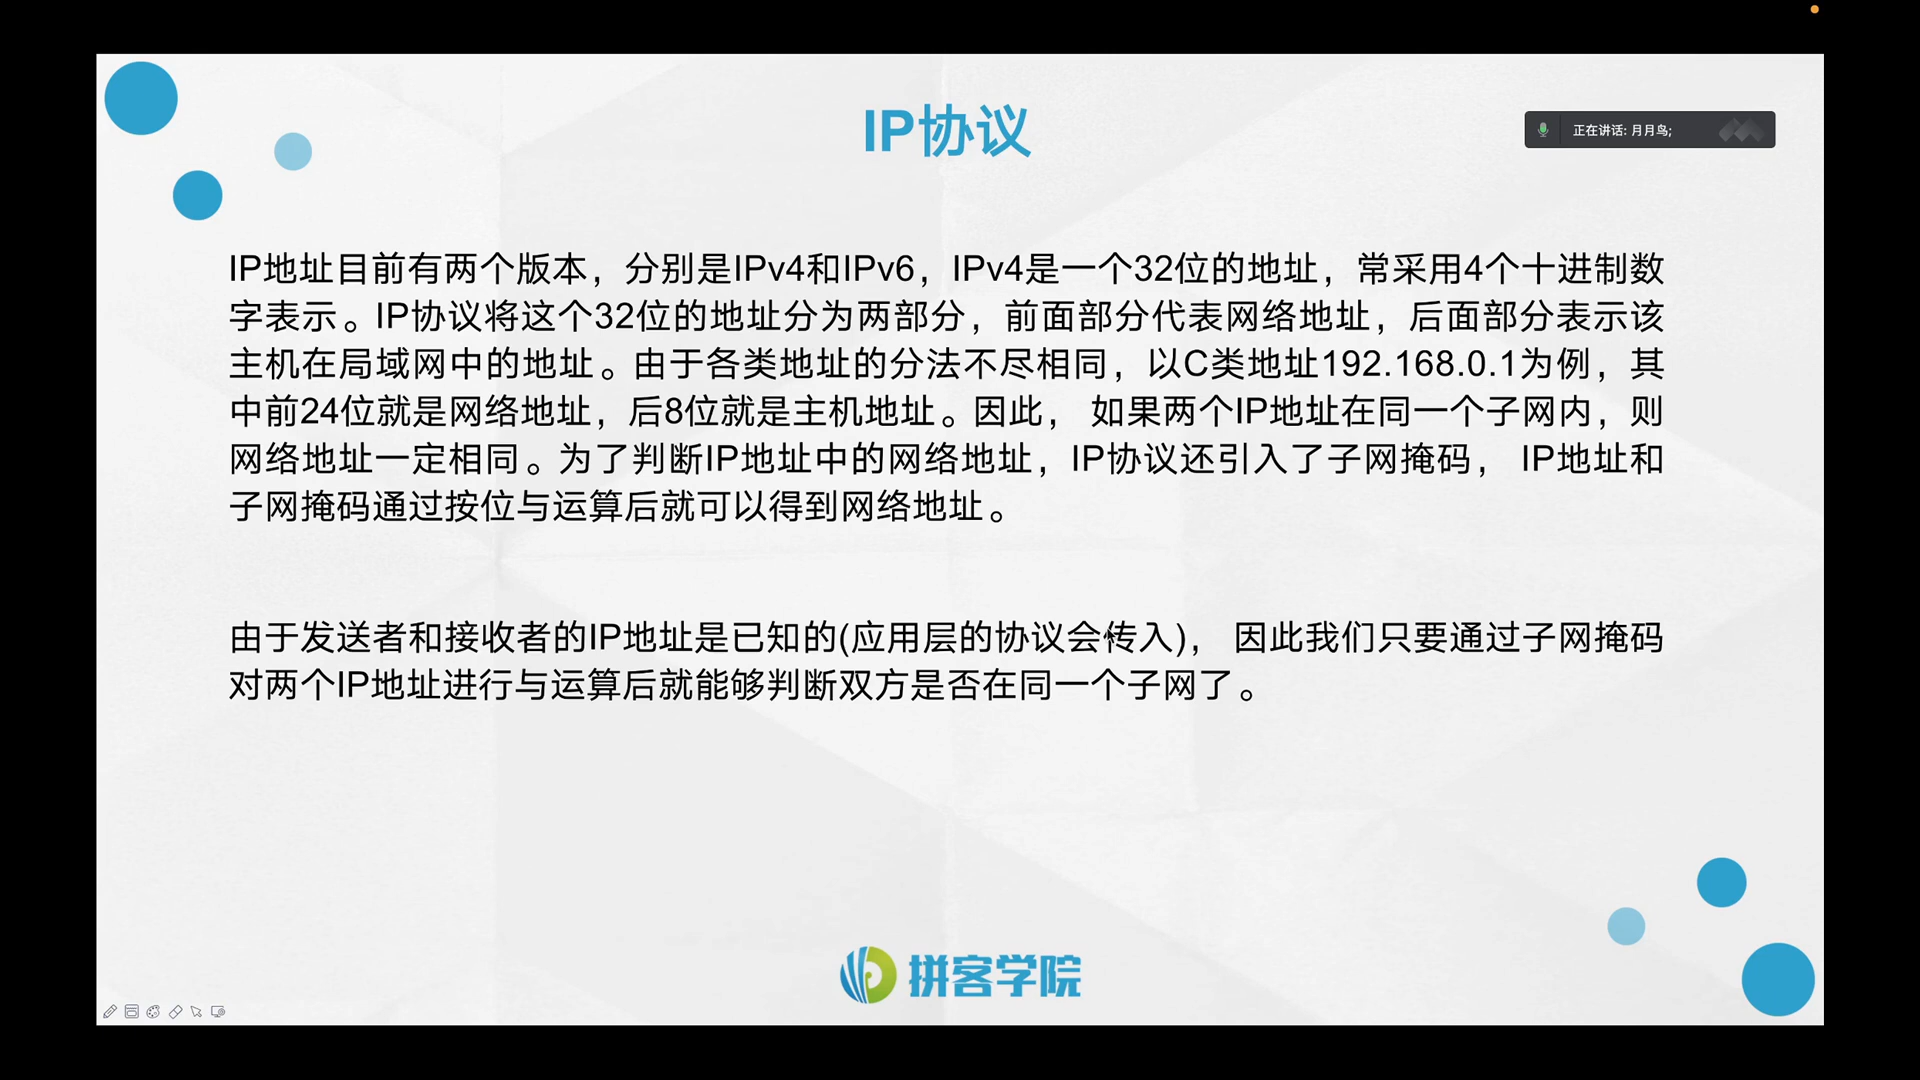 IP协议
正在讲话: 月月鸟;
IP地址目前有两个版本，分别是IPv4和IPv6，IPv4是一个32位的地址，常采用4个十进制数
字表示。IP协议将这个32位的地址分为两部分，前面部分代表网络地址，后面部分表示该
主机在局域网中的地址。由于各类地址的分法不尽相同，以C类地址192.168.0.1为例，其
中前24位就是网络地址，后8位就是主机地址。因此， 如果两个IP地址在同一个子网内，则
网络地址一定相同。为了判断IP地址中的网络地址，IP协议还引入了子网掩码， IP地址和
子网掩码通过按位与运算后就可以得到网络地址。
由于发送者和接收者的IP地址是已知的(应用层的协议会传入)， 因此我们只要通过子网掩码
对两个IP地址进行与运算后就能够判断双方是否在同一个子网了。
拼客学院